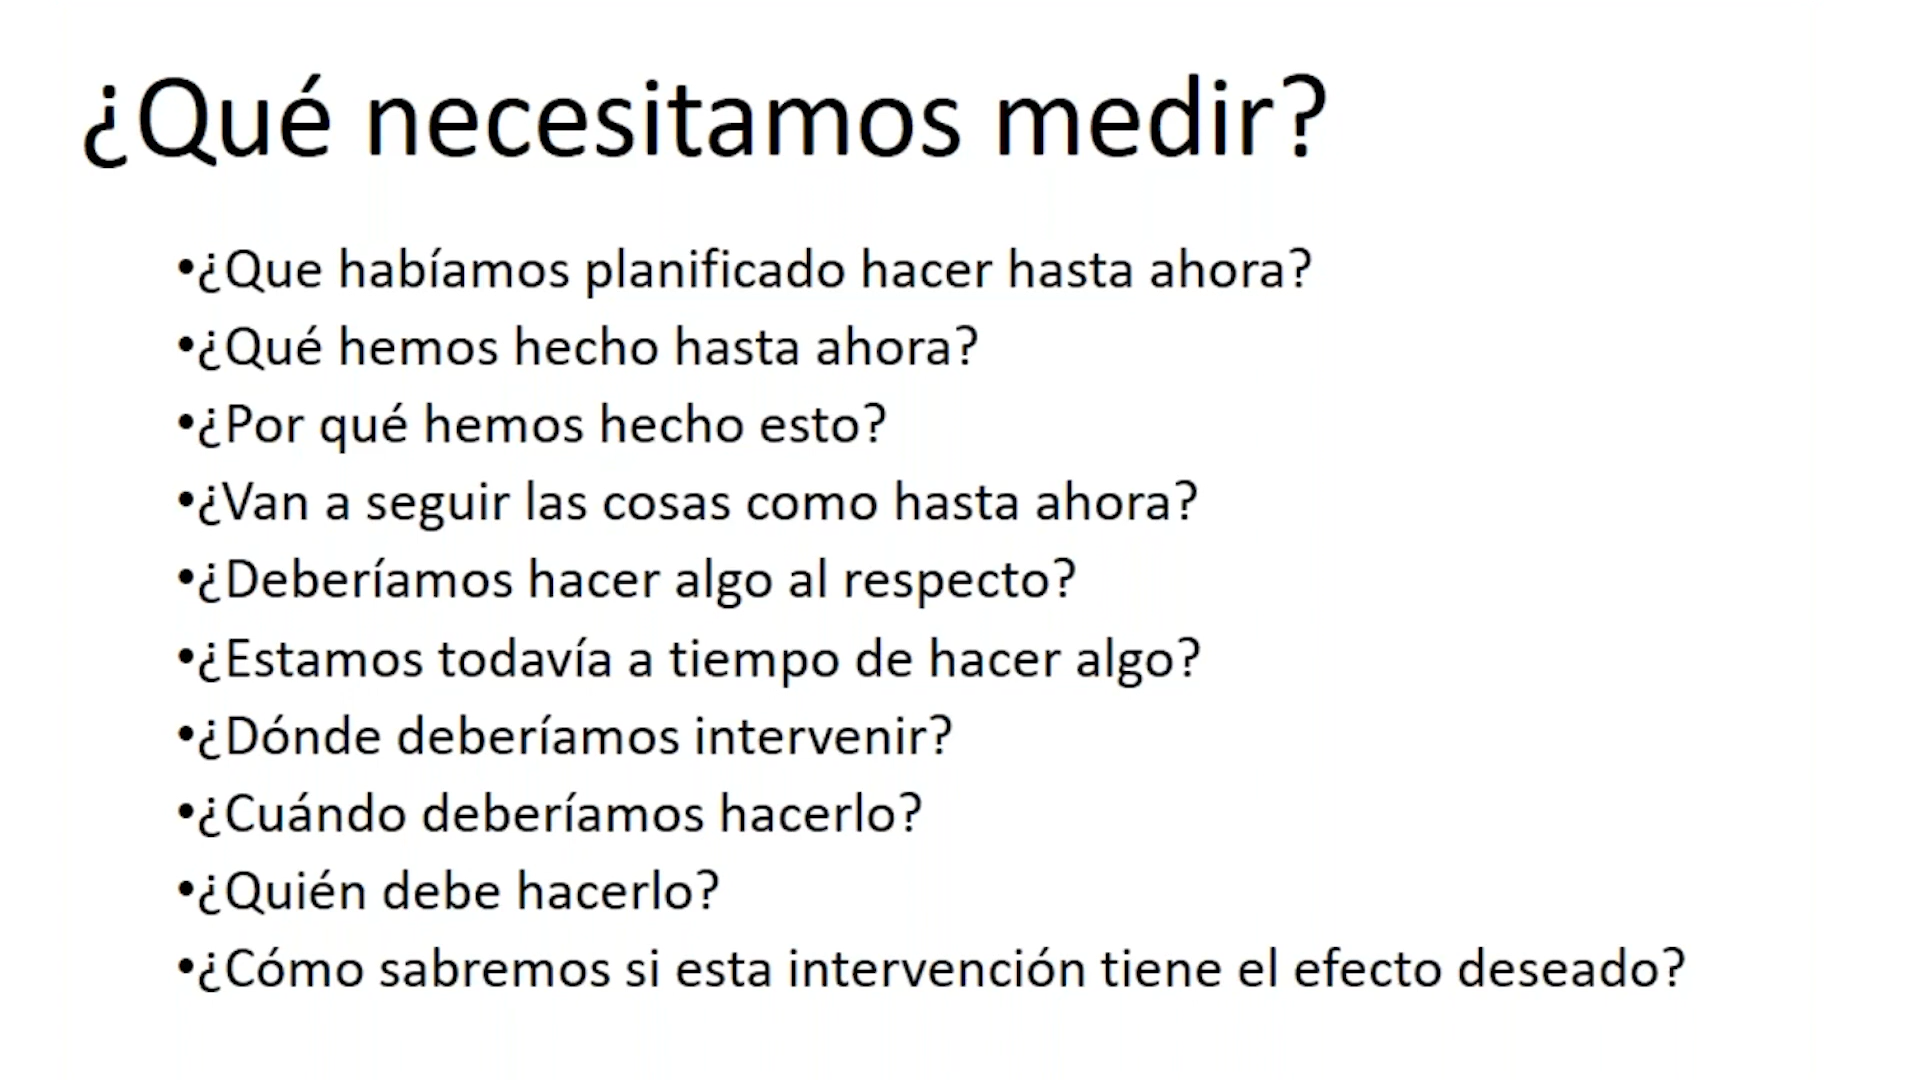 ¿Qué necesitamos medir?
•¿Que habíamos planificado hacer hasta ahora?
•¿Qué hemos hecho hasta ahora?
•¿Por qué hemos hecho esto?
•¿Van a seguir las cosas como hasta ahora?
•¿Deberíamos hacer algo al respecto?
•¿Estamos todavía a tiempo de hacer algo?
•¿Dónde deberíamos intervenir?
•¿Cuándo deberíamos hacerlo?
•¿Quién debe hacerlo?
•¿Cómo sabremos si esta intervención tiene el efecto deseado?